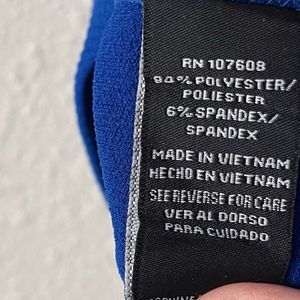 RN 107608
94% POLYESTER/
POLIESTER
6% SPANDEX/
SPANDEX
MADE IN VIETNAM
HECHO EN VIETNAM
SEE REVERSE FOR CARE
VER AL DORSO
PARA CUIDADO